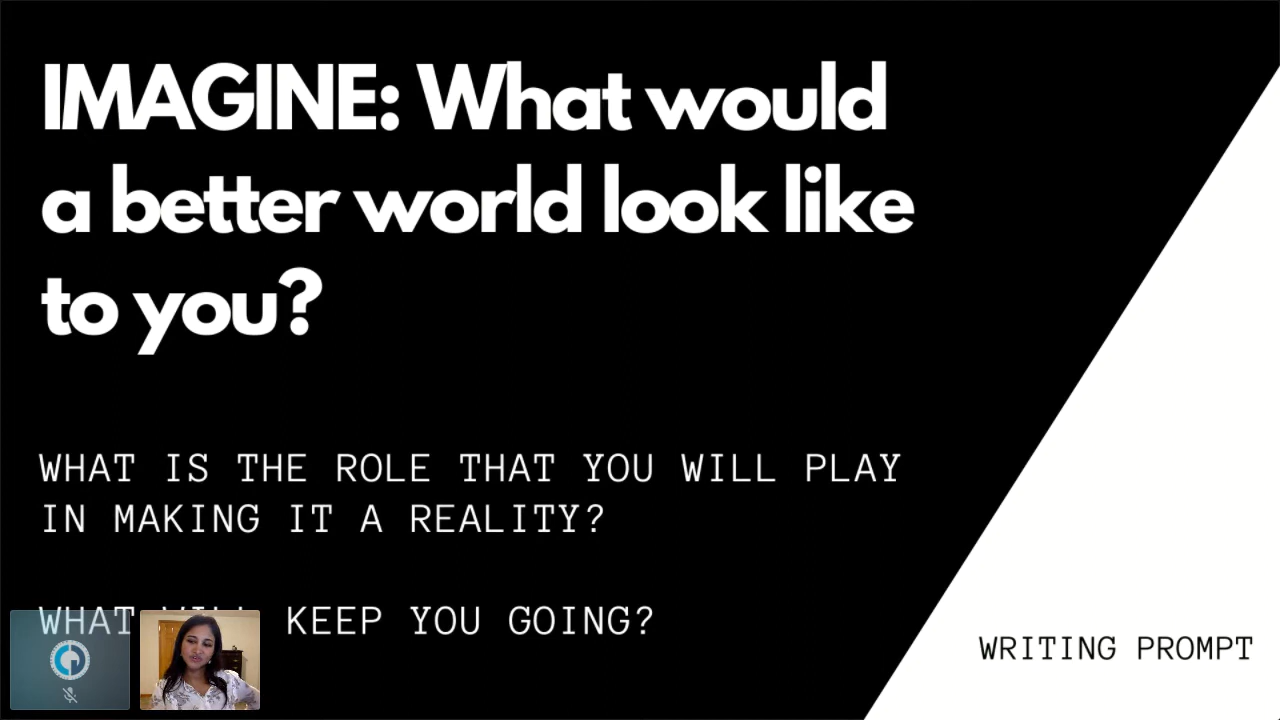 IMAGINE: What would
a better world look like
to you?
WHAT IS THE ROLE THAT YOU WILL PLAY
IN MAKING IT A REALITY?
WHAT WILL KEEP YOU GOING?
WRITING PROMPT